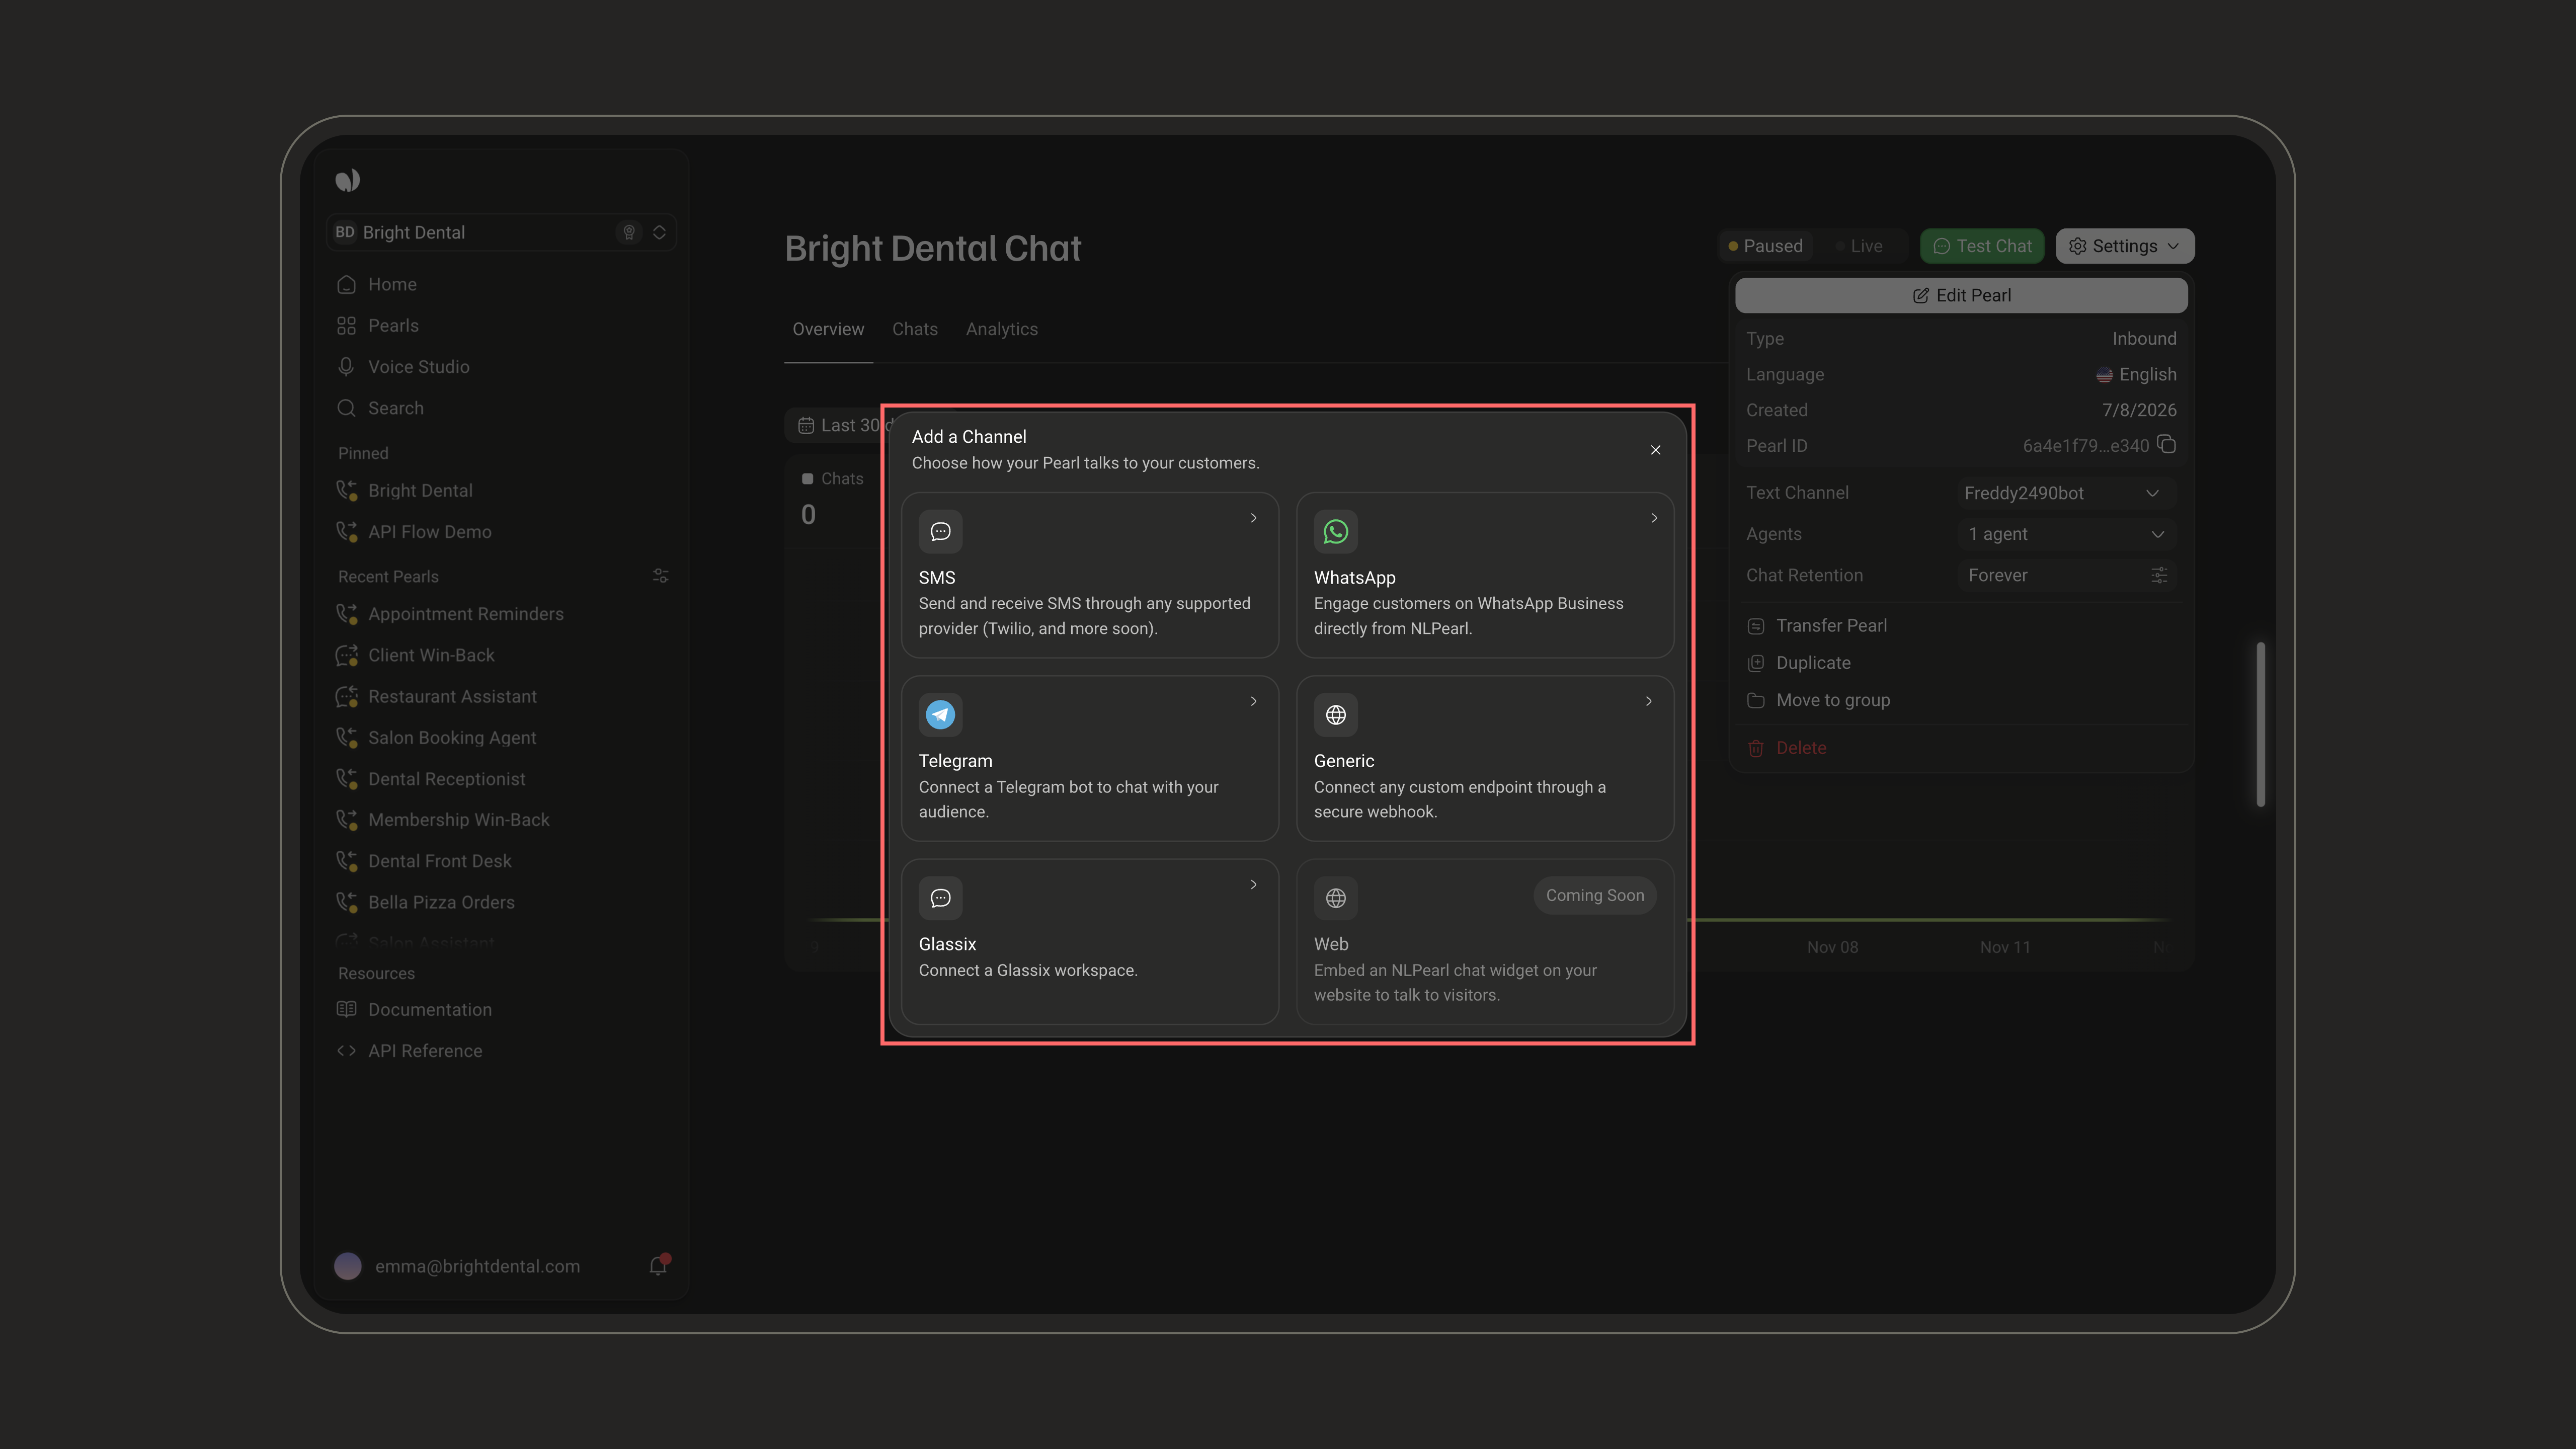 BD Bright Dental
Home
Pearls
Voice Studio
Search
Pinned
Bright Dental
API Flow Demo
Recent Pearls
Appointment Reminders
Client Win-Back
Restaurant Assistant
Salon Booking Agent
Dental Receptionist
Membership Win-Back
Dental Front Desk
Bella Pizza Orders
Salon Assistant
Resources
Documentation
API Reference
emma@brightdental.com
Bright Dental Chat
Paused
Live
Test Chat
Settings
Overview
Chats
Analytics
Last 30 d
Chats
0
Nov 08
Nov 11
Edit Pearl
Type
Inbound
Language
English
Created
7/8/2026
Pearl ID
6a4e1f79...e340
Text Channel
Freddy2490bot
Agents
1 agent
Chat Retention
Forever
Transfer Pearl
Duplicate
Move to group
Delete
Add a Channel
Choose how your Pearl talks to your customers.
SMS
Send and receive SMS through any supported
provider (Twilio, and more soon).
WhatsApp
Engage customers on WhatsApp Business
directly from NLPearl.
Telegram
Connect a Telegram bot to chat with your
audience.
Generic
Connect any custom endpoint through a
secure webhook.
Glassix
Connect a Glassix workspace.
Coming Soon
Web
Embed an NLPearl chat widget on your
website to talk to visitors.